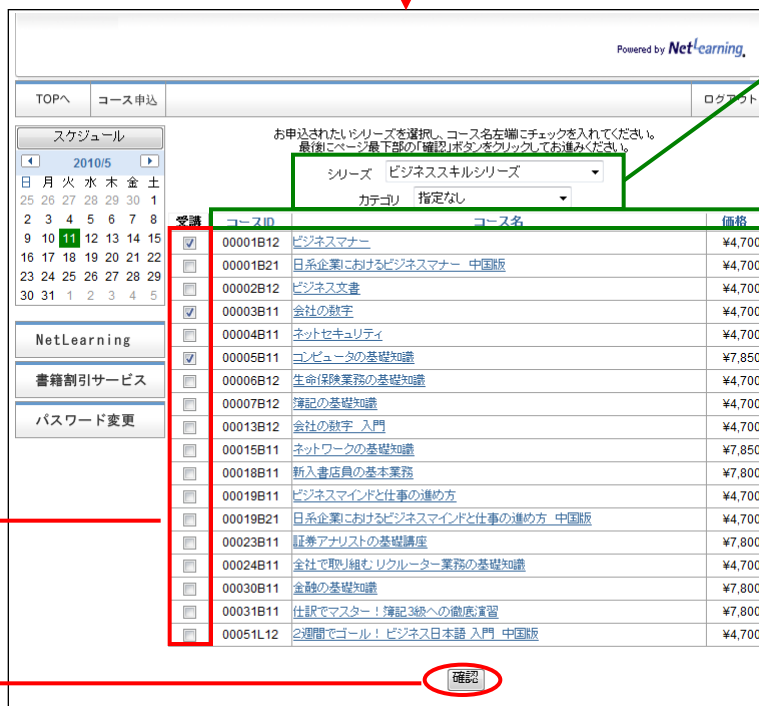 Powered by NetLearning.
TOPへ コース申込 ログアウト
スケジュール
2010/5
日 月 火 水 木 金 土
25 26 27 28 29 30 1
2 3 4 5 6 7 8
9 10 11 12 13 14 15
16 17 18 19 20 21 22
23 24 25 26 27 28 29
30 31 1 2 3 4 5
NetLearning
書籍割引サービス
パスワード変更
お申込されたいシリーズを選択し、コース名左端にチェックを入れてください。
最後にページ最下部の「確認」ボタンをクリックしてお進みください。
シリーズ ビジネススキルシリーズ
カテゴリ 指定なし
受講 コースID コース名 価格
00001B12 ビジネスマナー ¥4,700
00001B21 日系企業におけるビジネスマナー 中国版 ¥4,700
00002B12 ビジネス文書 ¥4,700
00003B11 会社の数字 ¥4,700
00004B11 ネットセキュリティ ¥4,700
00005B11 コンピュータの基礎知識 ¥7,850
00006B12 生命保険業務の基礎知識 ¥4,700
00007B12 簿記の基礎知識 ¥4,700
00013B12 会社の数字 入門 ¥4,700
00015B11 ネットワークの基礎知識 ¥7,850
00018B11 新入書店員の基本業務 ¥7,800
00019B11 ビジネスマインドと仕事の進め方 ¥4,700
00019B21 日系企業におけるビジネスマインドと仕事の進め方 中国版 ¥4,700
00023B11 証券アナリストの基礎講座 ¥7,800
00024B11 全社で取り組むリクルーター業務の基礎知識 ¥4,700
00030B11 金融の基礎知識 ¥7,800
00031B11 仕訳でマスター！簿記3級への徹底演習 ¥7,800
00051L12 2週間でゴール！ビジネス日本語 入門 中国版 ¥4,700
確認